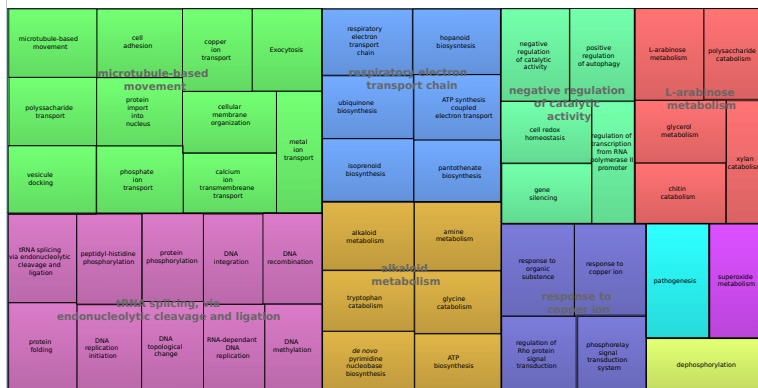 microtubule-based
movement
cell
adhesion
copper
ion
transport
Exocytosis
polyssacharide
transport
protein
import
into
nucleus
cellular
membrane
organization
metal
ion
transport
vesicule
docking
phosphate
ion
transport
calcium
ion
transmembreane
transport
microtubule-based
movement
respiratory
electron
transport
chain
hopanoid
biosysntesis
ubiquinone
biosynthesis
ATP synthesis
coupled
electron transport
isoprenoid
biosynthesis
pantothenate
biosynthesis
respiratory electron
transport chain
negative
regulation
of catalytic
activity
positive
regulation
of autophagy
cell redox
homeostasis
regulation of
transcription
from RNA
polymerase II
promoter
gene
silencing
negative regulation
of catalytic
activity
L-arabinose
metabolism
polysaccharide
catabolism
glycerol
metabolism
xylan
catabolism
chitin
catabolism
L-arabinose
metabolism
tRNA splicing
via endonucleolytic
cleavage and
ligation
peptidyl-histidine
phosphorylation
protein
phosphorylation
DNA
integration
DNA
recombination
protein
folding
DNA
replication
initiation
DNA
topological
change
RNA-dependant
DNA
replication
DNA
methylation
tRNA splicing, via
endonucleolytic cleavage and ligation
alkaloid
metabolism
amine
metabolism
tryptophan
catabolism
glycine
catabolism
de novo
pyrimidine
nucleobase
biosynthesis
ATP
biosynthesis
alkaloid
metabolism
response to
organic
substence
response to
copper ion
regulation of
Rho protein
signal
transduction
phosphorelay
signal
transduction
system
response to
copper ion
pathogenesis
superoxide
metabolism
dephosphorylation